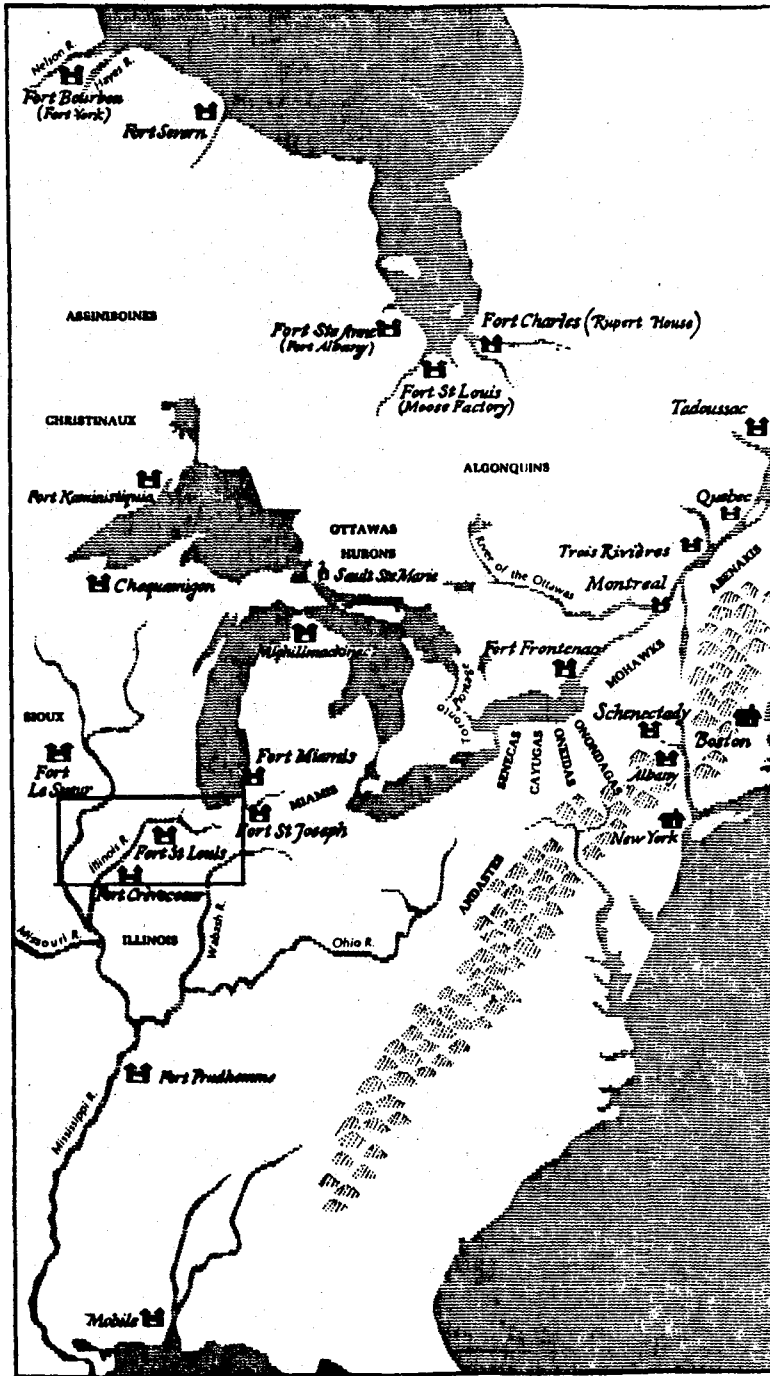 Nelson R.
Hayes R.
Fort Bourbon
(Fort York)
Fort Severn
ASSINIBOINES
Fort Ste Anne
(Fort Albany)
Fort Charles (Rupert House)
Fort St Louis
(Moose Factory)
Tadoussac
CHRISTINAUX
ALGONQUINS
Fort Kaministiquia
Quebec
OTTAWAS
HURONS
Sault Ste Marie
River of the Ottawas
Trois Rivières
Montreal
ABENAKIS
Chequamigon
Michilimackinac
Fort Frontenac
MOHAWKS
Toronto Portage
SIOUX
Fort
Le Sueur
Schenectady
Boston
Albany
SENECAS
CAYUGAS
ONEIDAS
ONONDAGAS
Fort Miamis
MIAMIS
Fort St Joseph
New York
Illinois R.
Fort St Louis
Fort Crèvecoeur
ANDASTES
Missouri R.
ILLINOIS
Wabash R.
Ohio R.
Fort Prudhomme
Mississippi R.
Mobile